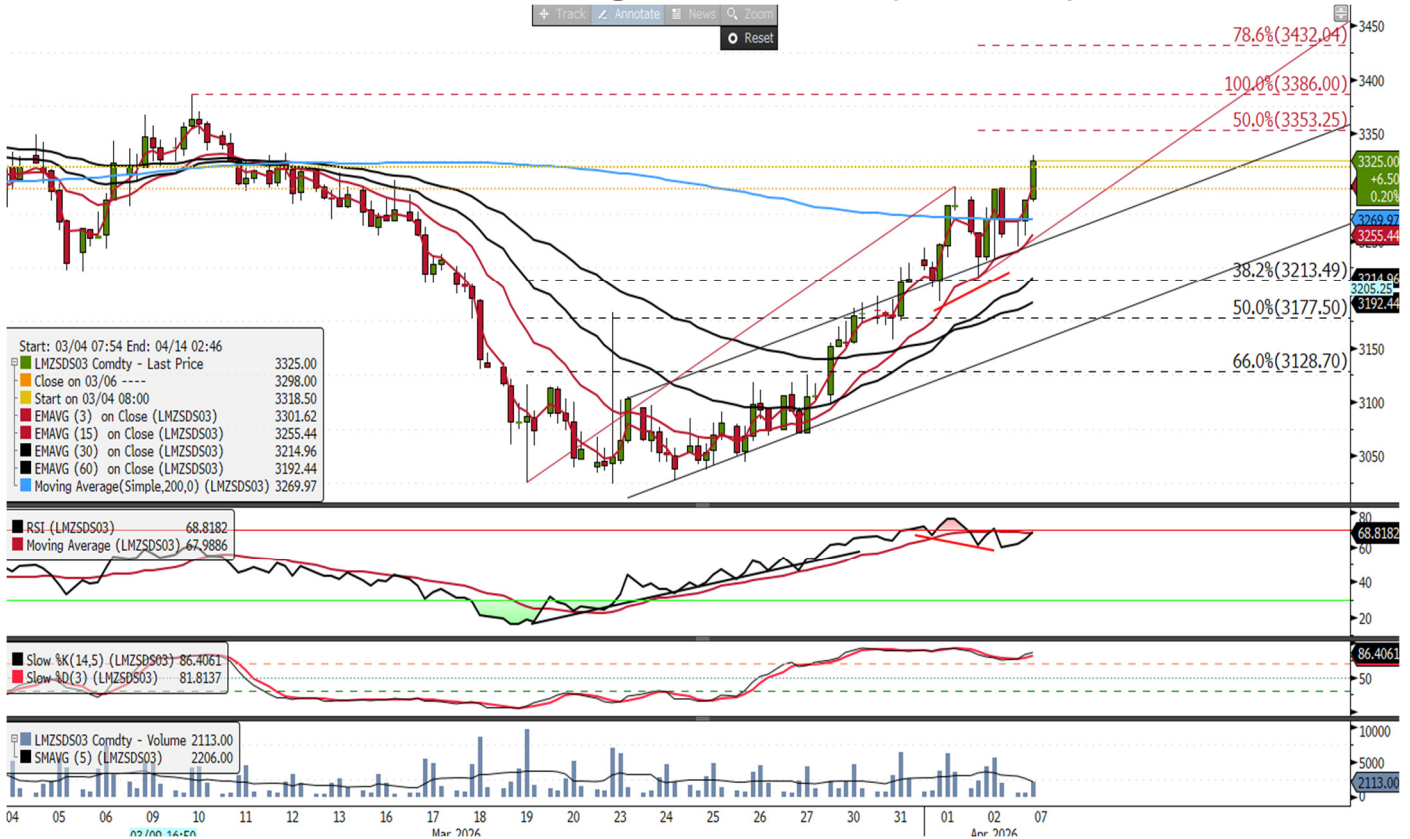 Track Annotate News Zoom
Reset
3450
78.6%(3432.04)
3400
100.0%(3386.00)
50.0%(3353.25)
3350
3325.00
+6.50
0.20%
3269.97
3255.44
38.2%(3213.49)
3214.96
3205.25
50.0%(3177.50)
3192.44
3150
66.0%(3128.70)
3100
3050
Start: 03/04 07:54 End: 04/14 02:46
LMZSDS03 Comdty - Last Price 3325.00
Close on 03/06 ---- 3298.00
Start on 03/04 08:00 3318.50
EMAVG (3) on Close (LMZSDS03) 3301.62
EMAVG (15) on Close (LMZSDS03) 3255.44
EMAVG (30) on Close (LMZSDS03) 3214.96
EMAVG (60) on Close (LMZSDS03) 3192.44
Moving Average(Simple,200,0) (LMZSDS03) 3269.97
RSI (LMZSDS03) 68.8182
Moving Average (LMZSDS03) 67.9886
80
68.8182
60
40
20
Slow %K(14,5) (LMZSDS03) 86.4061
Slow %D(3) (LMZSDS03) 81.8137
86.4061
50
LMZSDS03 Comdty - Volume 2113.00
SMAVG (5) (LMZSDS03) 2206.00
10000
5000
2113.00
0
04 05 06 09 10 11 12 13 16 17 18 19 20 23 24 25 26 27 30 31 01 02 07
03/09 16:50 Mar 2026 Apr 2026